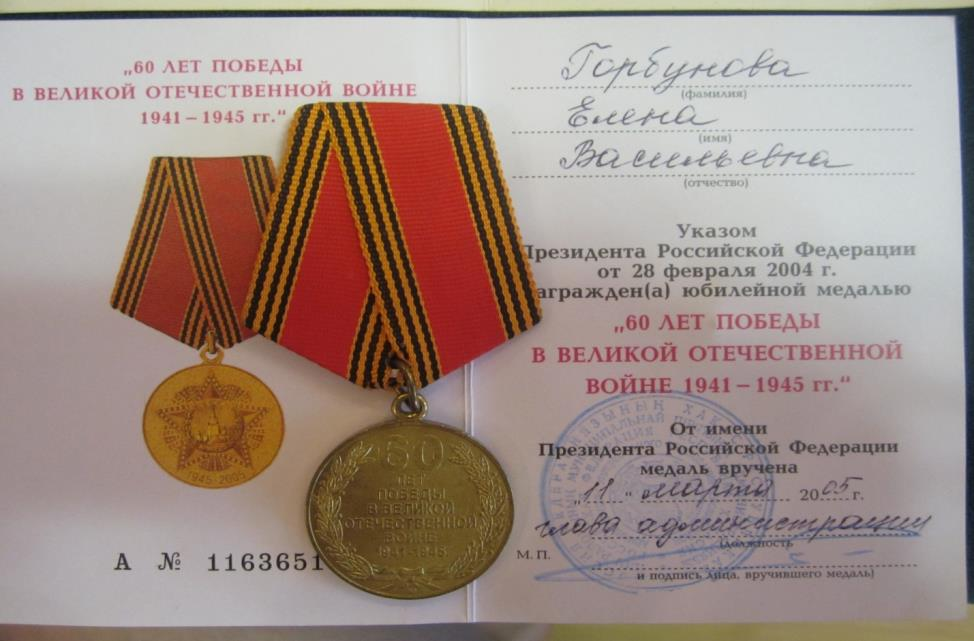 „60 ЛЕТ ПОБЕДЫ
В ВЕЛИКОЙ ОТЕЧЕСТВЕННОЙ ВОЙНЕ
1941 – 1945 гг.“
1945-2005
А № 1163651
60
ЛЕТ
ПОБЕДЫ
В ВЕЛИКОЙ
ОТЕЧЕСТВЕННОЙ
ВОЙНЕ
1941-1945
Горбунова
(фамилия)
Елена
(имя)
Васильевна
(отчество)
Указом
Президента Российской Федерации
от 28 февраля 2004 г.
награжден(а) юбилейной медалью
„60 ЛЕТ ПОБЕДЫ
В ВЕЛИКОЙ ОТЕЧЕСТВЕННОЙ
ВОЙНЕ 1941 – 1945 гг.“
От имени
Президента Российской Федерации
медаль вручена
„11“ марта 2005 г.
глава администрации
(должность
М. П.
и подпись лица, вручившего медаль)